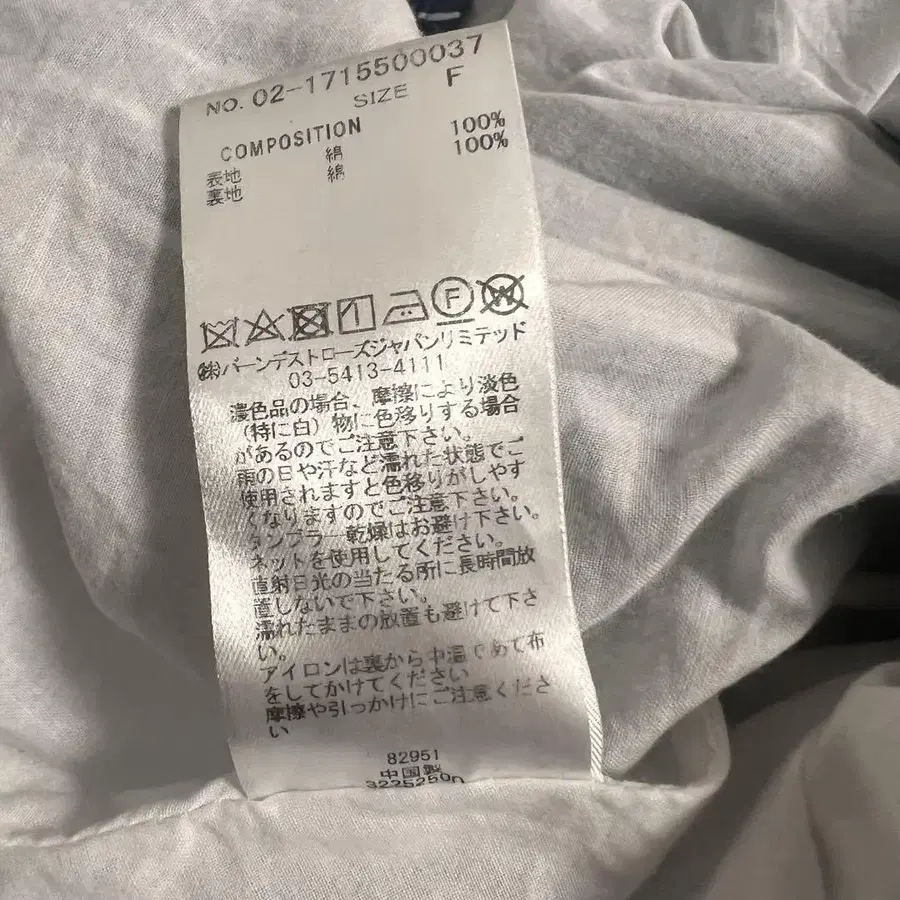 NO. 02-1715500037
SIZE F
COMPOSITION
表地 綿 100%
裏地 綿 100%
㈱バーンデストローズジャパンリミテッド
03-5413-4111
濃色品の場合、摩擦により淡色
(特に白)物に色移りする場合
があるのでご注意下さい。
雨の日や汗など濡れた状態でご
使用されますと色移りがしやす
くなりますのでご注意下さい。
タンブラー乾燥はお避け下さい。
ネットを使用してください。
直射日光の当たる所に長時間放
置しないで下さい。
濡れたままの放置も避けて下さ
い。
アイロンは裏から中温であて布
をしてかけてください
摩擦や引っかけにご注意くださ
い
82951
中国製
32252500